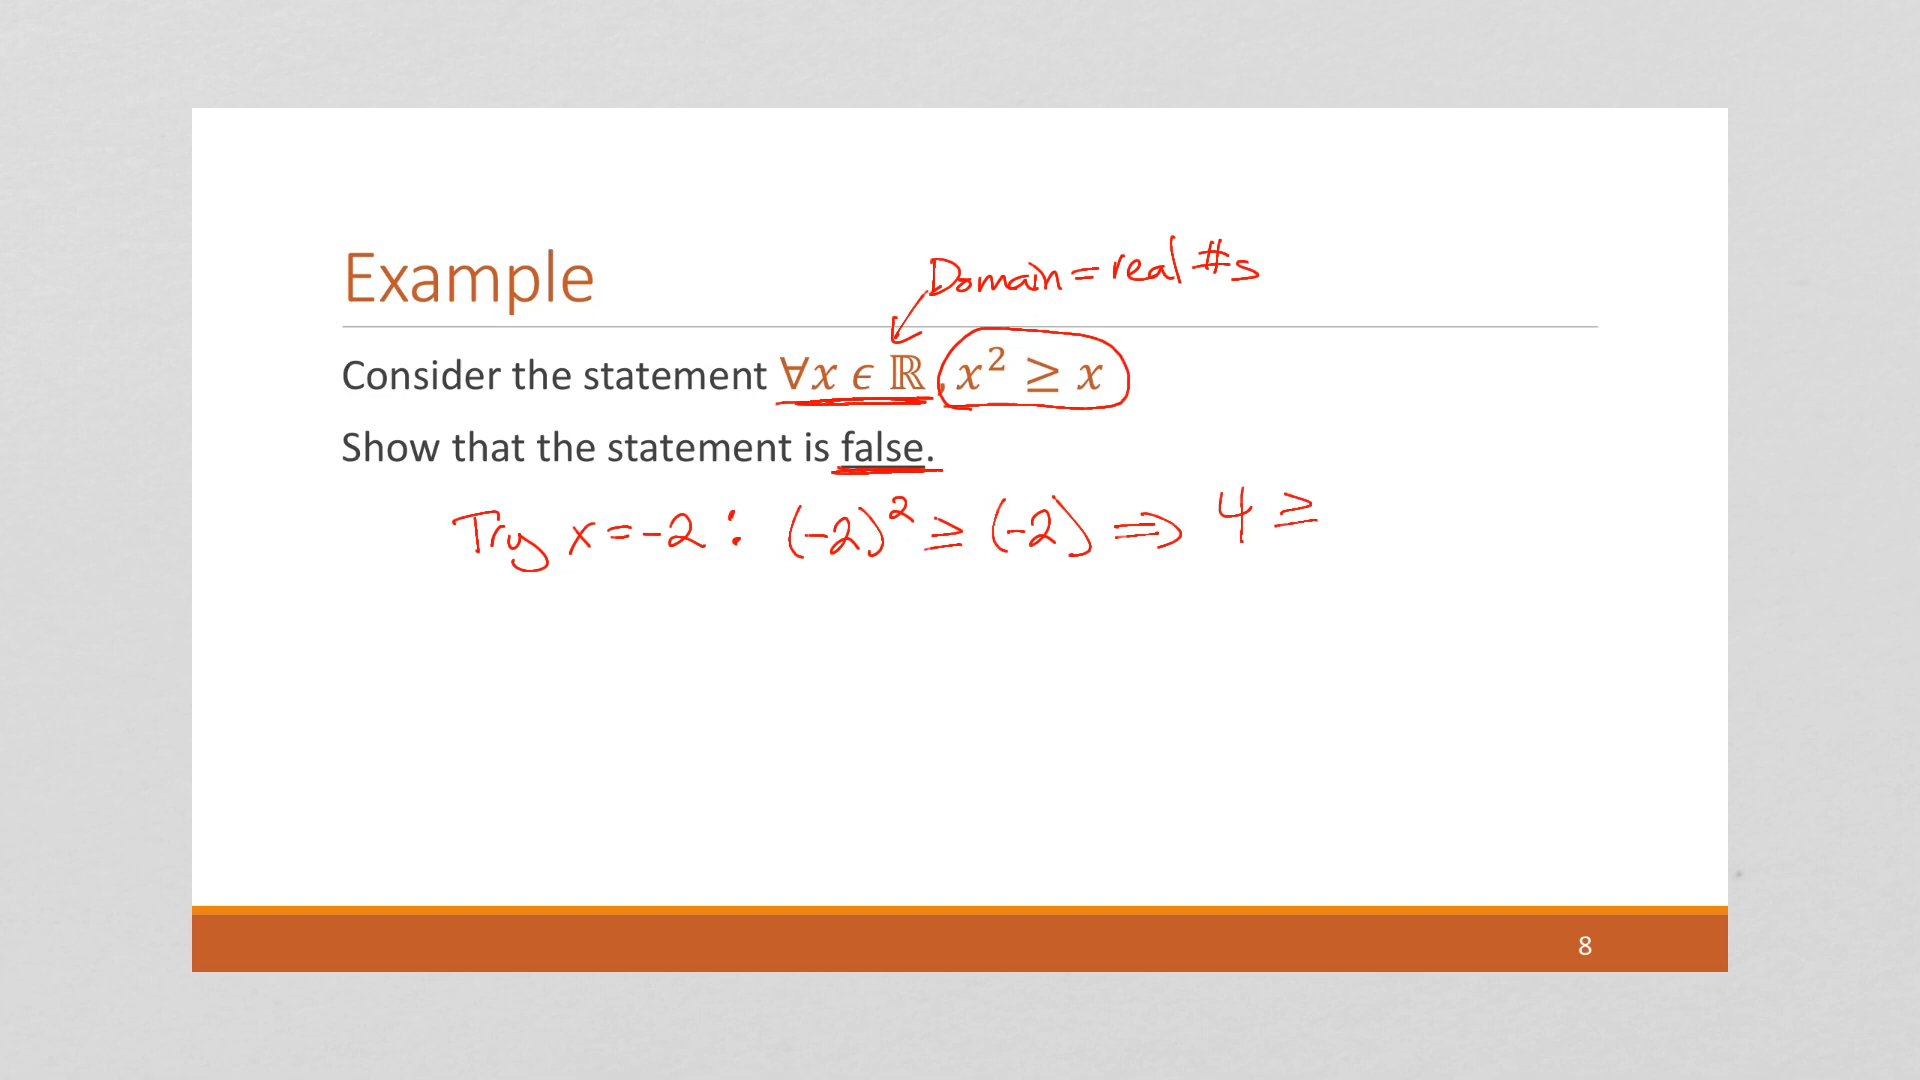 Domain = real #s
Example
Consider the statement ∀x ϵ ℝ, x² ≥ x
Show that the statement is false.
Try x = -2 : (-2)² ≥ (-2) ⇒ 4 ≥
8